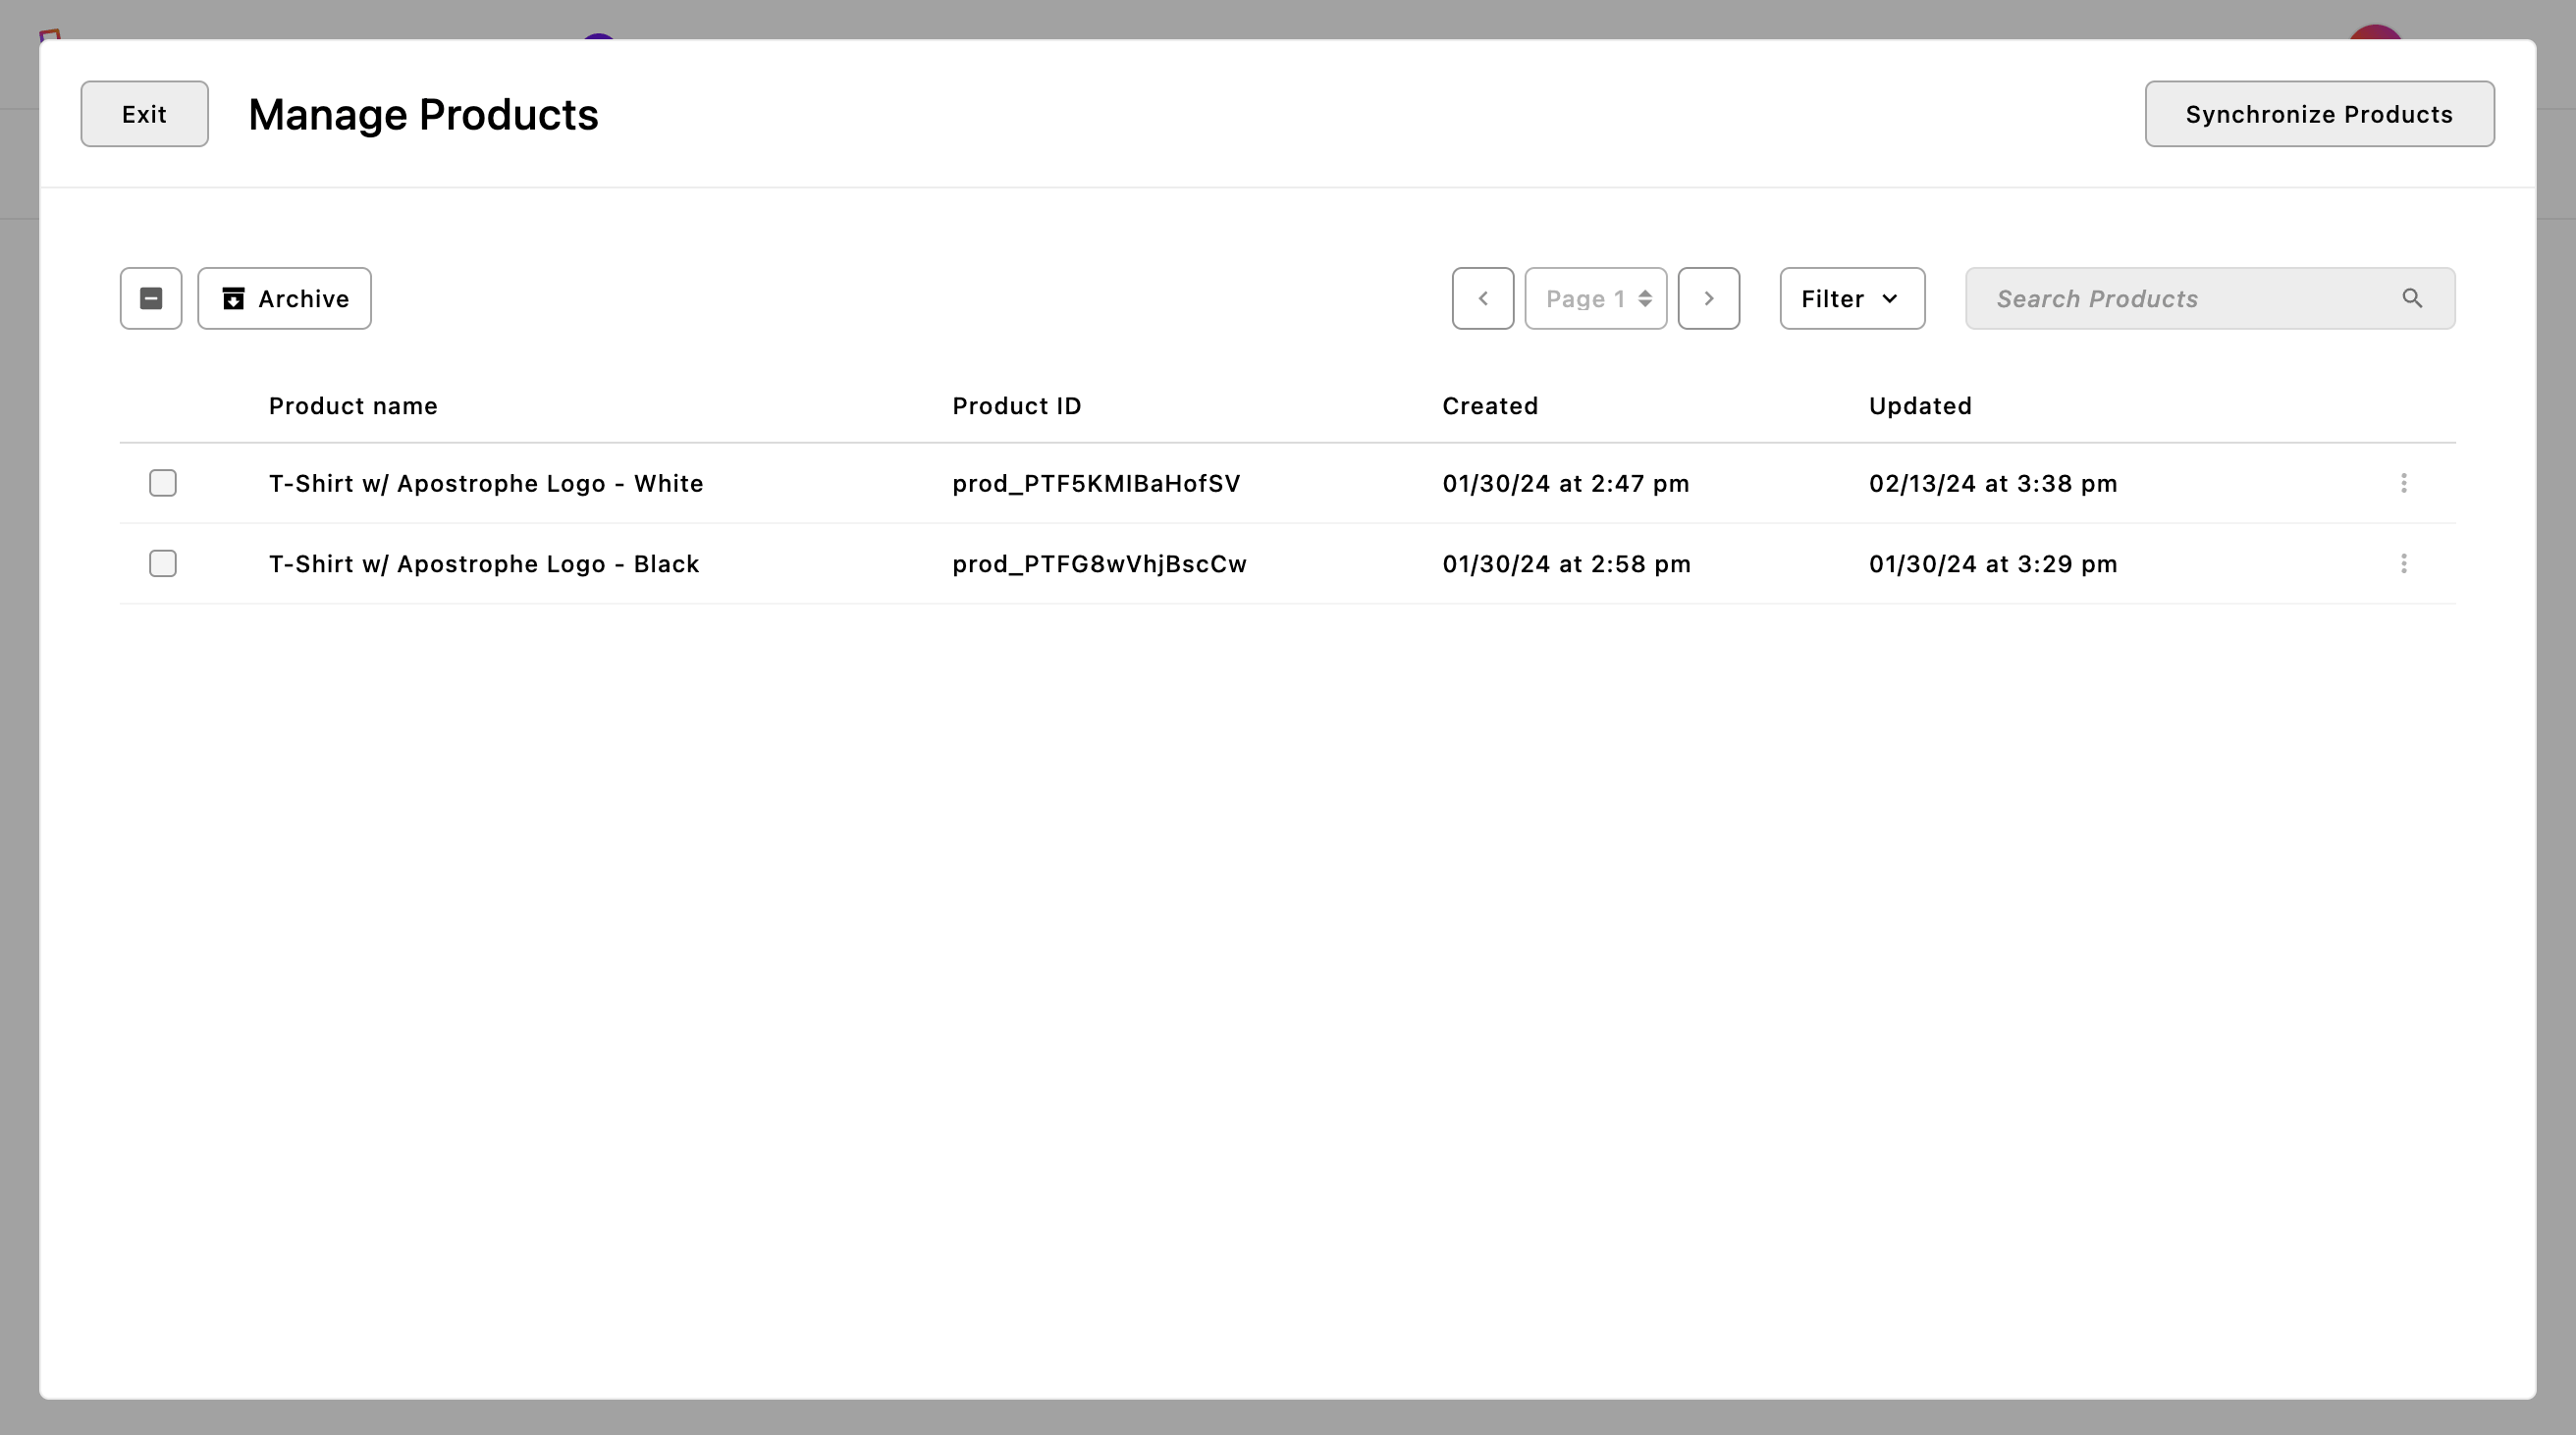 Exit
Manage Products
Synchronize Products
Archive
Page 1
Filter
Search Products
Product name
Product ID
Created
Updated
T-Shirt w/ Apostrophe Logo - White
prod_PTF5KMIBaHofSV
01/30/24 at 2:47 pm
02/13/24 at 3:38 pm
T-Shirt w/ Apostrophe Logo - Black
prod_PTFG8wVhjBscCw
01/30/24 at 2:58 pm
01/30/24 at 3:29 pm